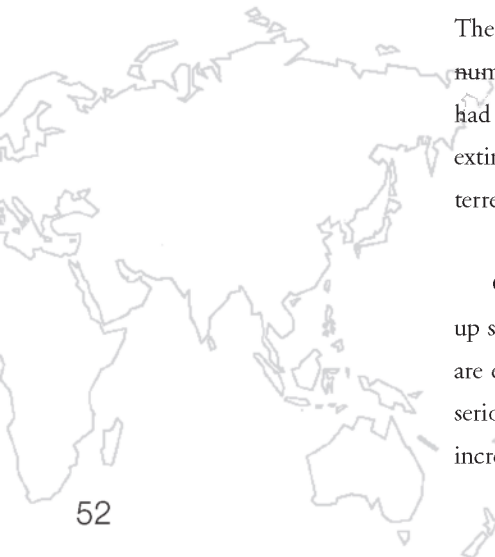 The
num
had
extin
terre
up s
are e
serio
incre
52